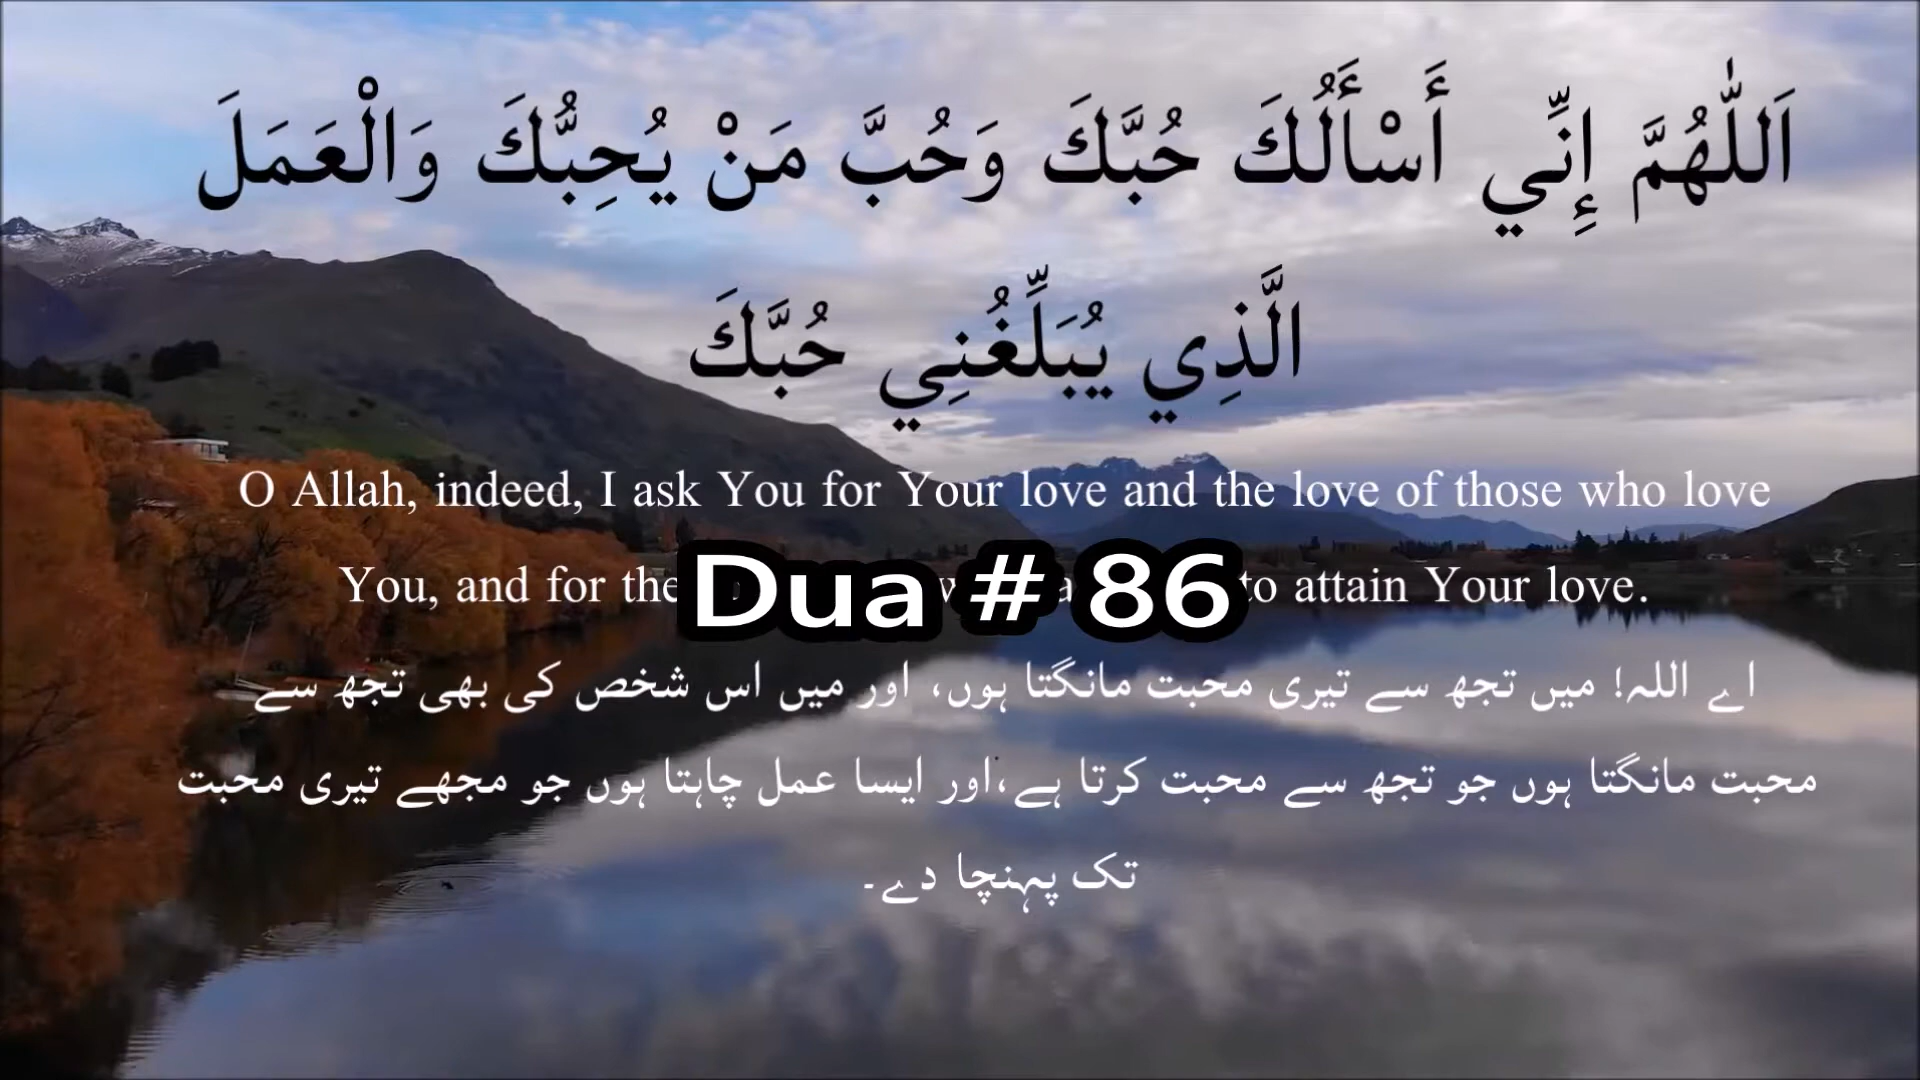 اَللّٰهُمَّ إِنِّي أَسْأَلُكَ حُبَّكَ وَحُبَّ مَنْ يُحِبُّكَ وَالْعَمَلَ
الَّذِي يُبَلِّغُنِي حُبَّكَ
O Allah, indeed, I ask You for Your love and the love of those who love
You, and for the to attain Your love.
Dua # 86
اے اللہ! میں تجھ سے تیری محبت مانگتا ہوں، اور میں اس شخص کی بھی تجھ سے
محبت مانگتا ہوں جو تجھ سے محبت کرتا ہے،اور ایسا عمل چاہتا ہوں جو مجھے تیری محبت
تک پہنچا دے۔